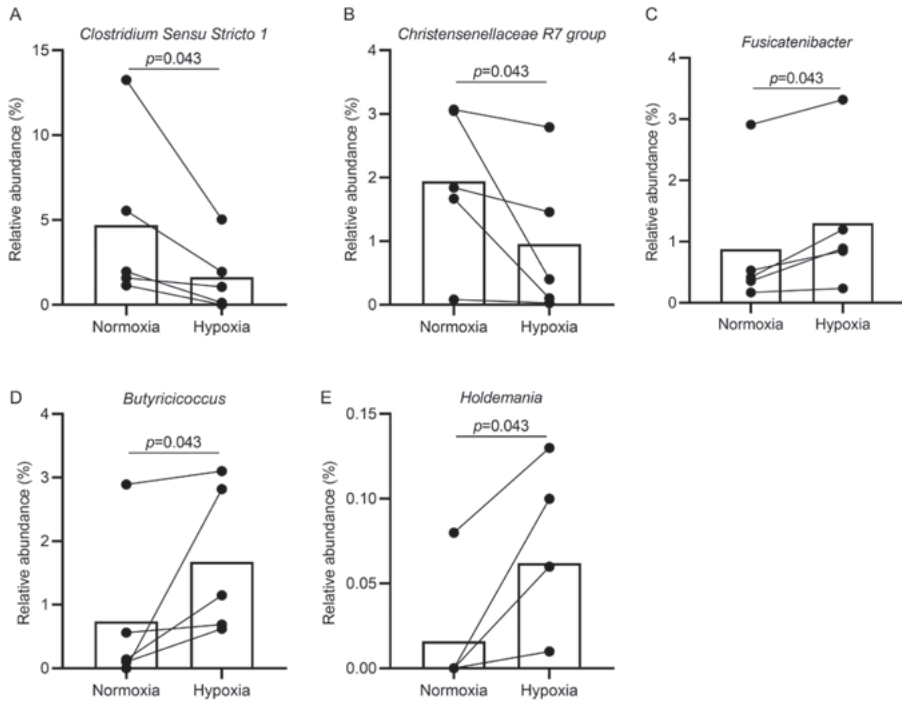 A
Clostridium Sensu Stricto 1
p=0.043
Relative abundance (%)
15
10
5
0
Normoxia Hypoxia
B
Christensenellaceae R7 group
p=0.043
Relative abundance (%)
4
3
2
1
0
Normoxia Hypoxia
C
Fusicatenibacter
p=0.043
Relative abundance (%)
4
3
2
1
0
Normoxia Hypoxia
D
Butyricicoccus
p=0.043
Relative abundance (%)
4
3
2
1
0
Normoxia Hypoxia
E
Holdemania
p=0.043
Relative abundance (%)
0.15
0.10
0.05
0.00
Normoxia Hypoxia